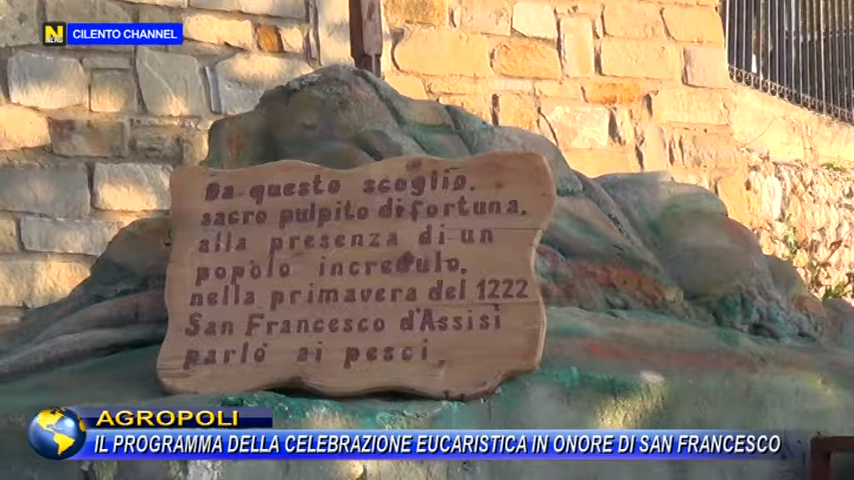 CILENTO CHANNEL
Da questo scoglio,
sacro pulpito di fortuna,
alla presenza di un
popolo incredulo,
nella primavera del 1222
San Francesco d'Assisi
parlò ai pesci.
AGROPOLI
IL PROGRAMMA DELLA CELEBRAZIONE EUCARISTICA IN ONORE DI SAN FRANCESCO